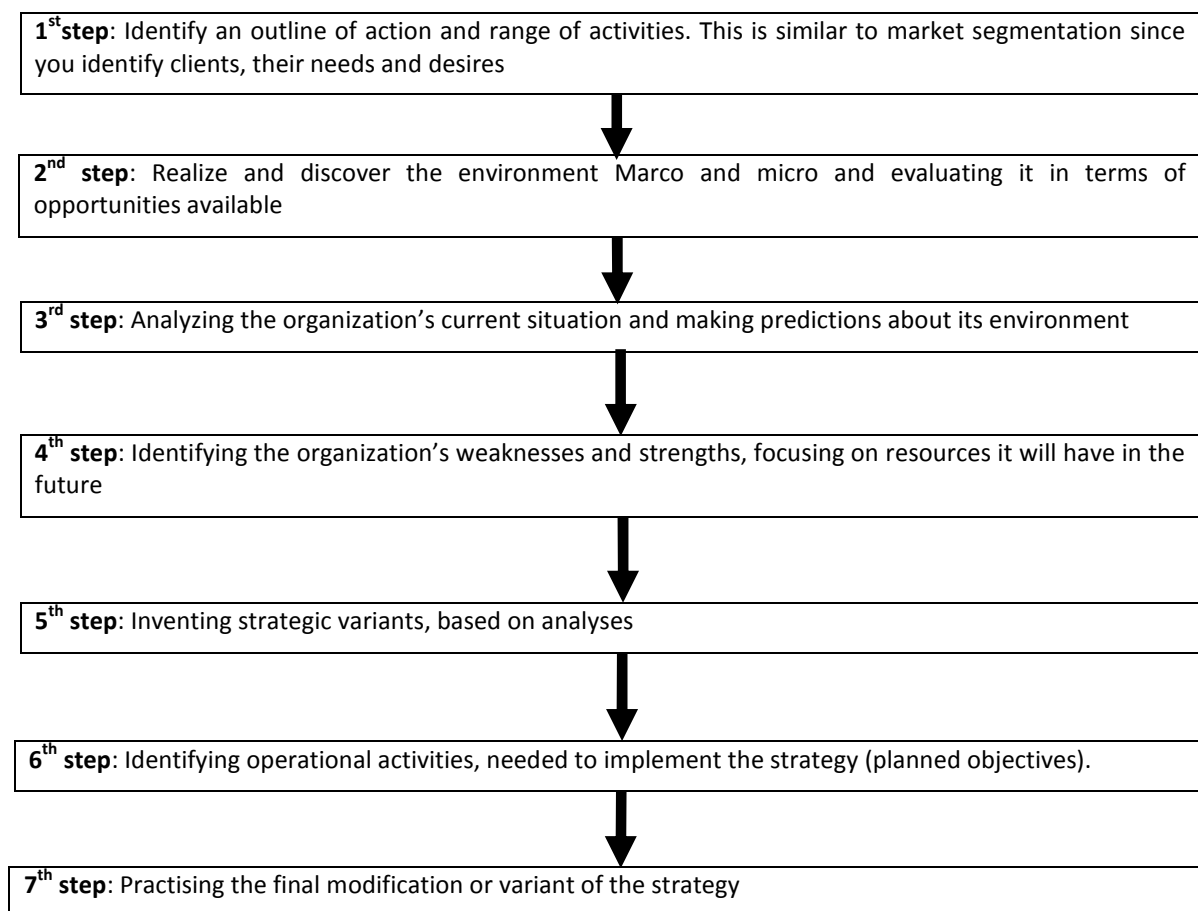 1st step: Identify an outline of action and range of activities. This is similar to market segmentation since
you identify clients, their needs and desires
2nd step: Realize and discover the environment Marco and micro and evaluating it in terms of
opportunities available
3rd step: Analyzing the organization’s current situation and making predictions about its environment
4th step: Identifying the organization’s weaknesses and strengths, focusing on resources it will have in the
future
5th step: Inventing strategic variants, based on analyses
6th step: Identifying operational activities, needed to implement the strategy (planned objectives).
7th step: Practising the final modification or variant of the strategy